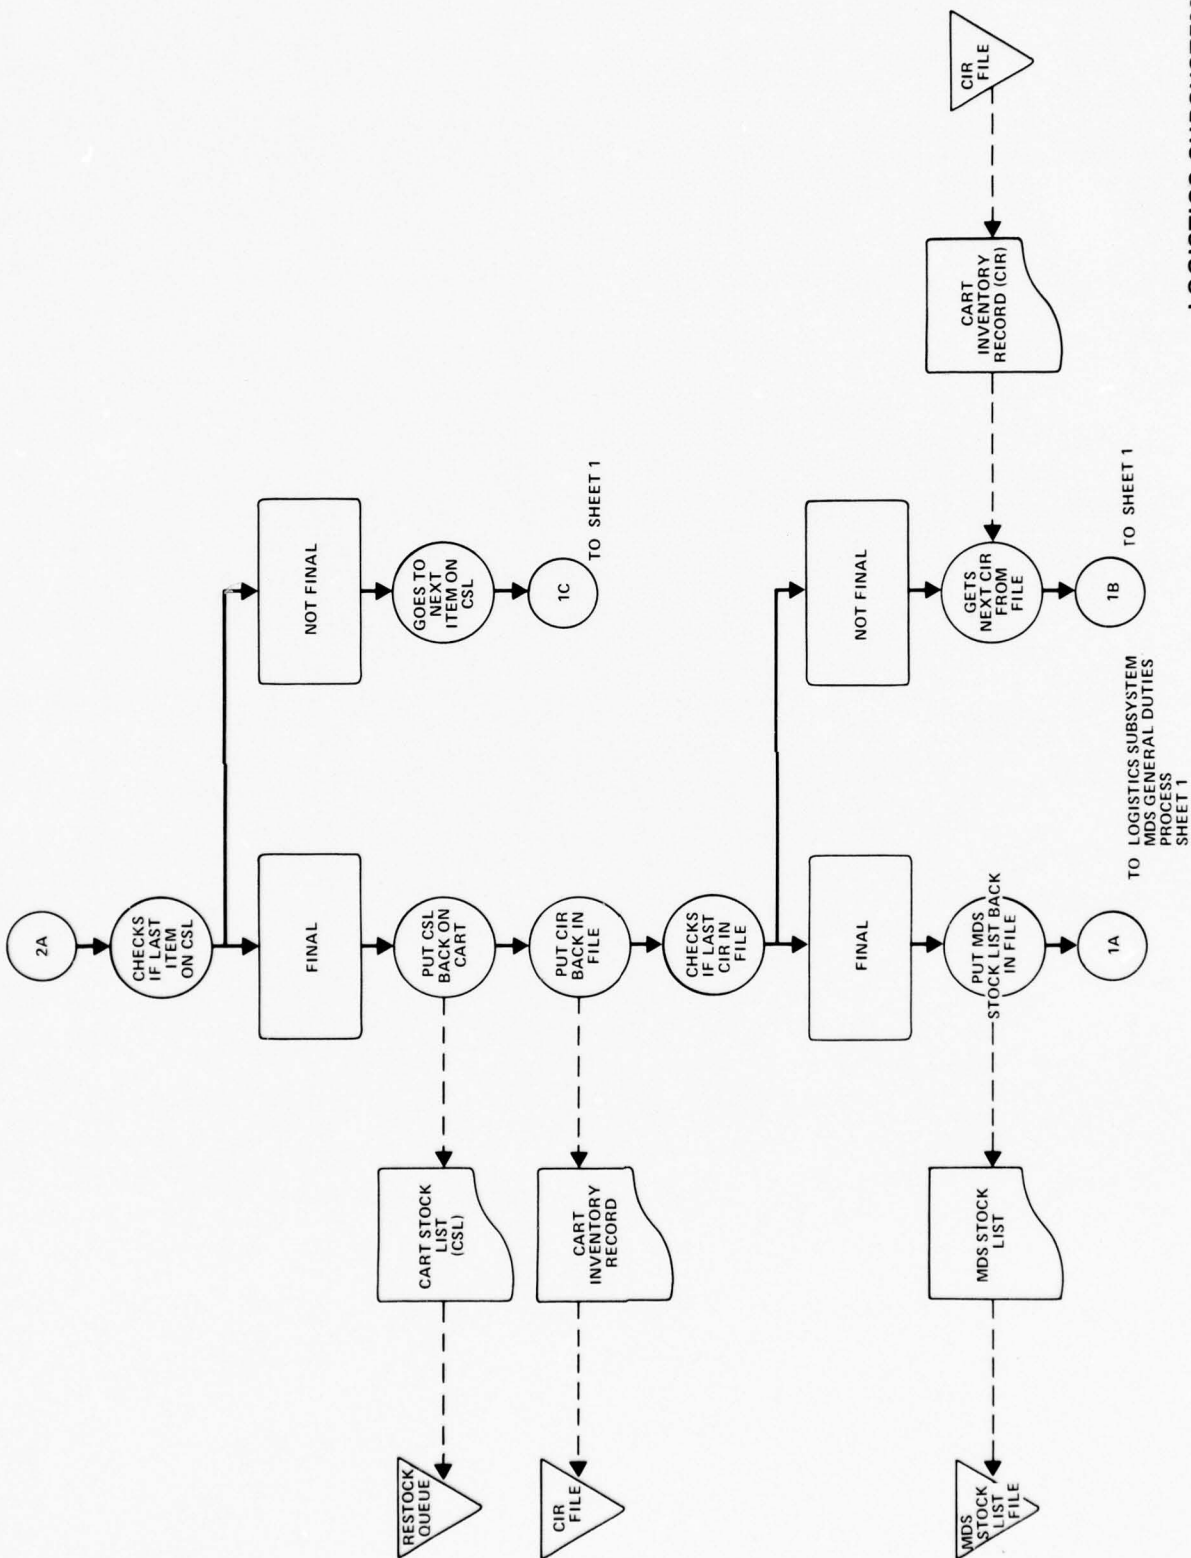 2A
CHECKS
IF LAST
ITEM
ON CSL
FINAL
NOT FINAL
PUT CSL
BACK ON
CART
GOES TO
NEXT
ITEM ON
CSL
CART STOCK
LIST
(CSL)
RESTOCK
QUEUE
1C
TO SHEET 1
PUT CIR
BACK IN
FILE
CART
INVENTORY
RECORD
CIR
FILE
CHECKS
IF LAST
CIR IN
FILE
FINAL
NOT FINAL
PUT MDS
STOCK LIST BACK
IN FILE
MDS STOCK
LIST
MDS
STOCK
LIST
FILE
GETS
NEXT CIR
FROM
FILE
CART
INVENTORY
RECORD (CIR)
CIR
FILE
1A
TO LOGISTICS SUBSYSTEM
MDS GENERAL DUTIES
PROCESS
SHEET 1
1B
TO SHEET 1